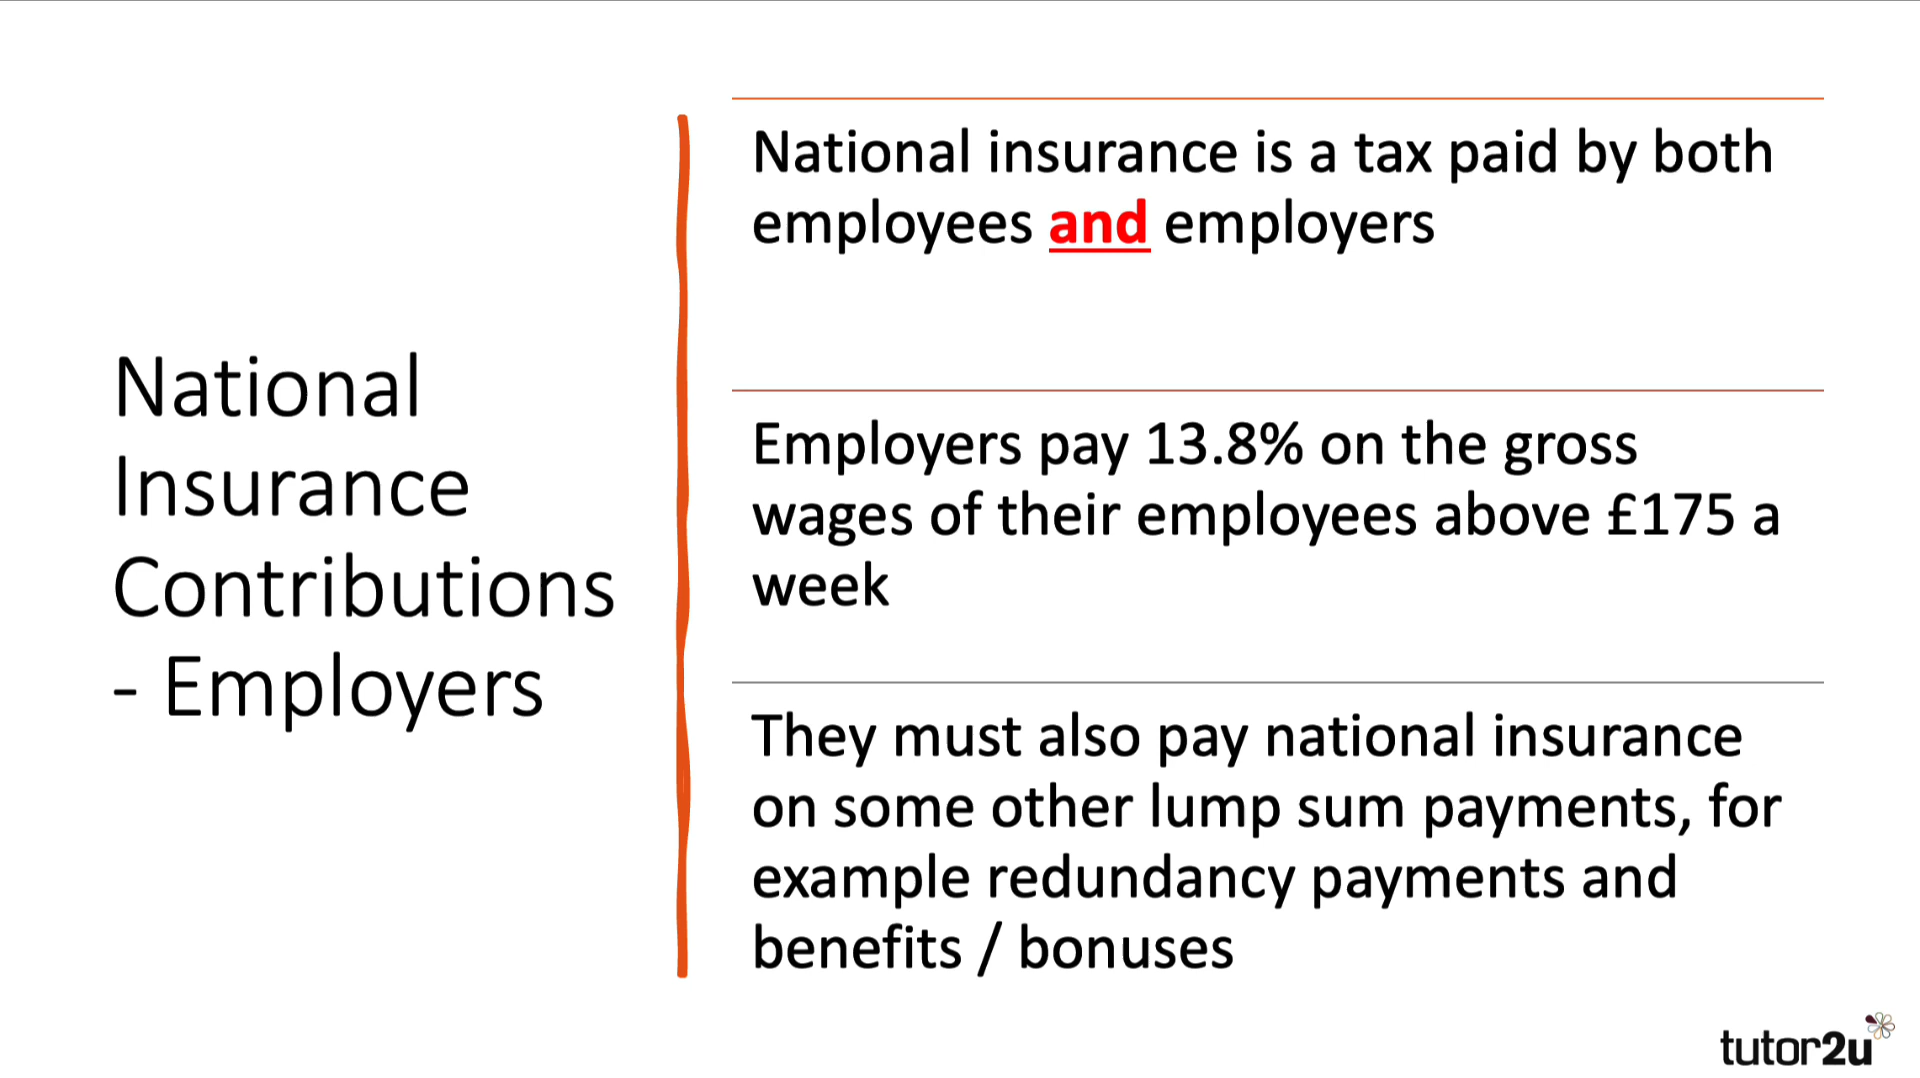 National
Insurance
Contributions
- Employers
National insurance is a tax paid by both
employees and employers
Employers pay 13.8% on the gross
wages of their employees above £175 a
week
They must also pay national insurance
on some other lump sum payments, for
example redundancy payments and
benefits / bonuses
tutor2u